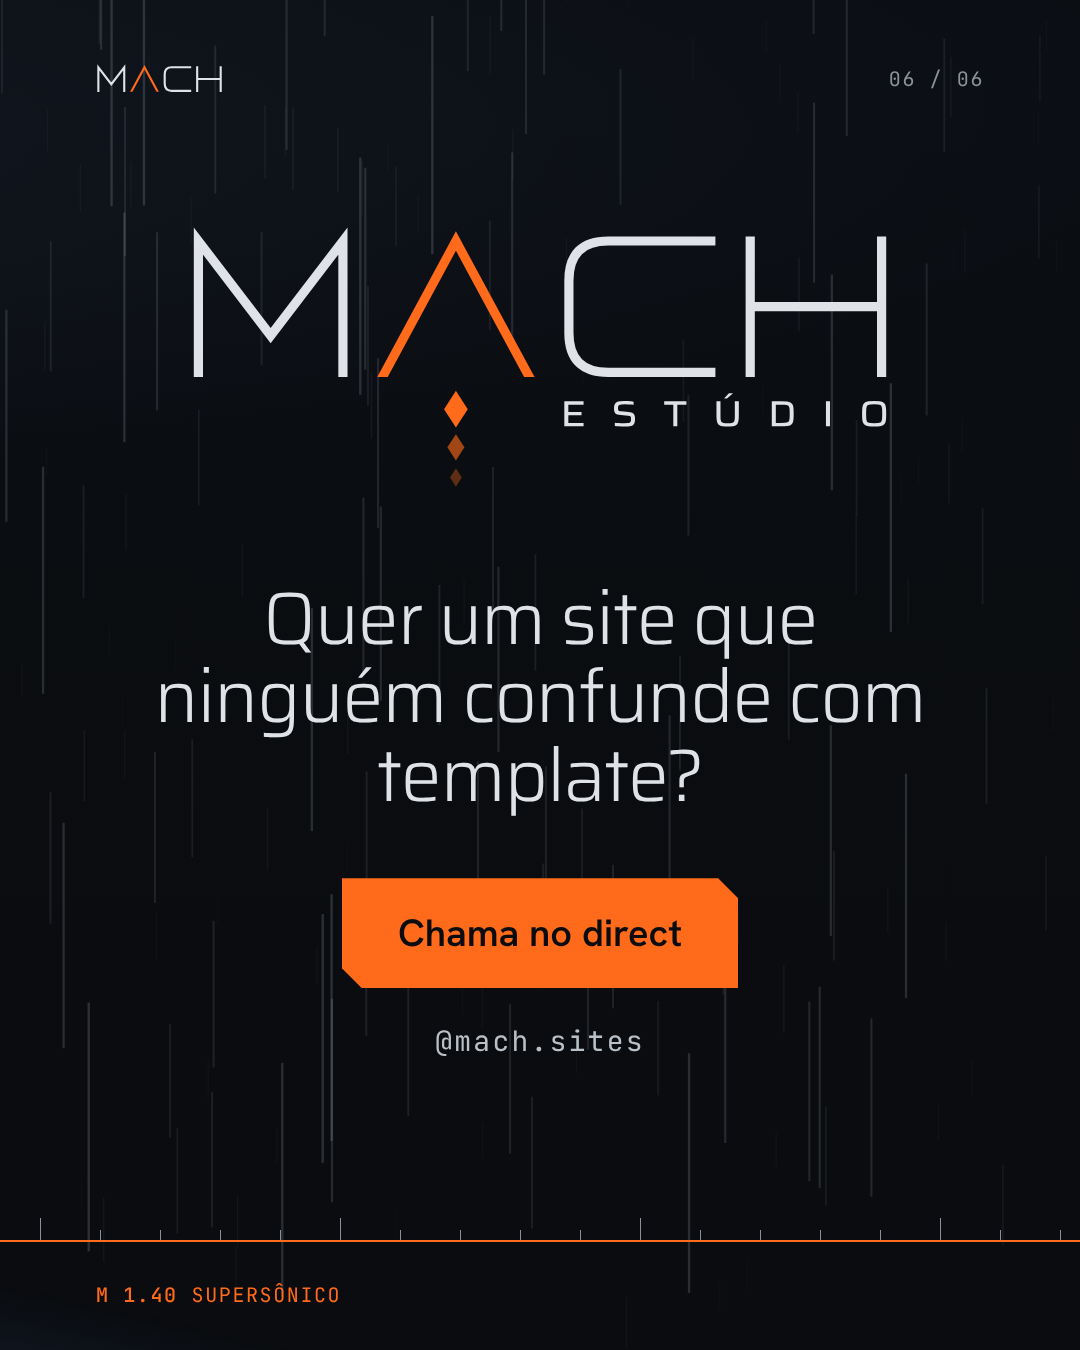 MACH
06 / 06
MACH
ESTÚDIO
Quer um site que
ninguém confunde com
template?
Chama no direct
@mach.sites
M 1.40 SUPERSÔNICO